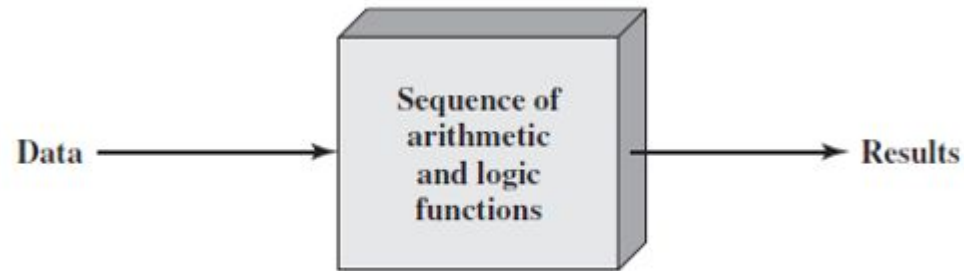 Data
Sequence of
arithmetic
and logic
functions
Results